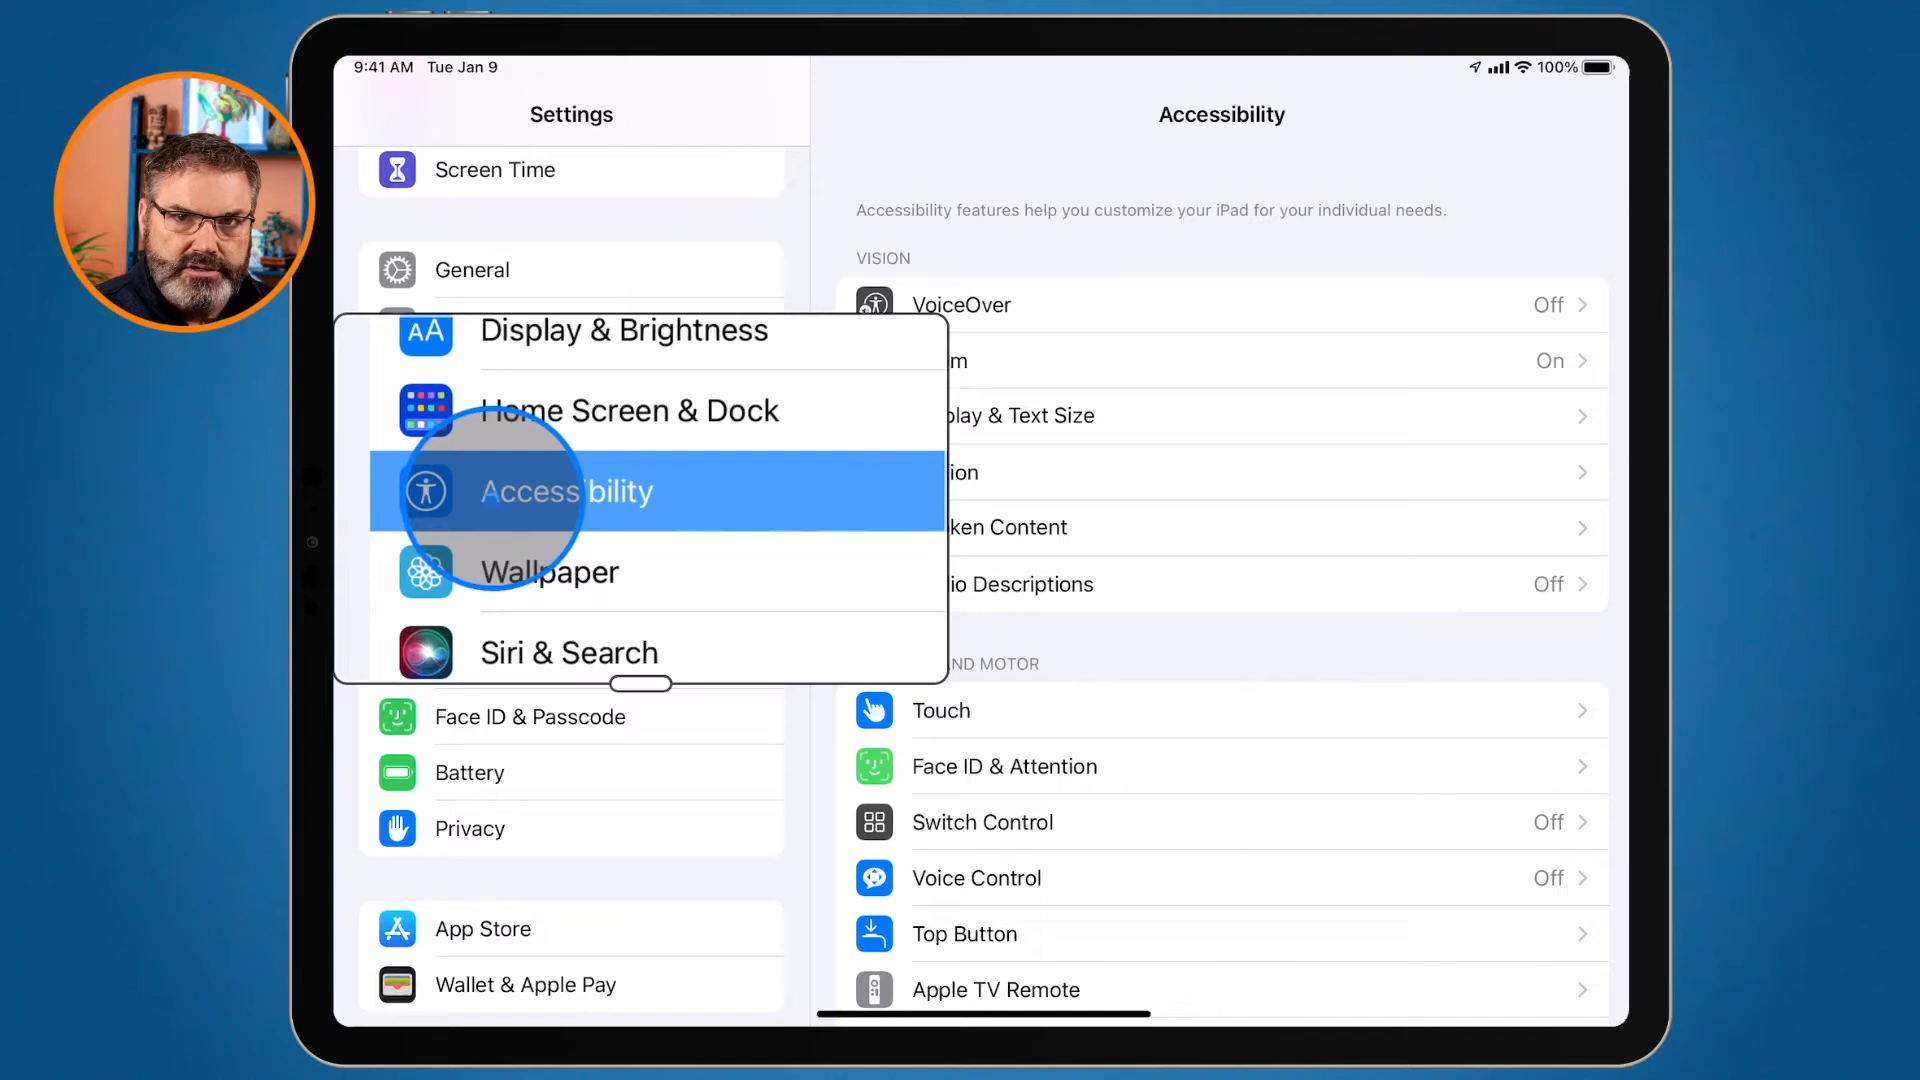 9:41 AM Tue Jan 9
100%
Settings
Screen Time
General
AA Display & Brightness
Home Screen & Dock
Accessibility
Wallpaper
Siri & Search
Face ID & Passcode
Battery
Privacy
App Store
Wallet & Apple Pay
Accessibility
Accessibility features help you customize your iPad for your individual needs.
VISION
VoiceOver Off
m On
play & Text Size
ion
ken Content
io Descriptions Off
ND MOTOR
Touch
Face ID & Attention
Switch Control Off
Voice Control Off
Top Button
Apple TV Remote